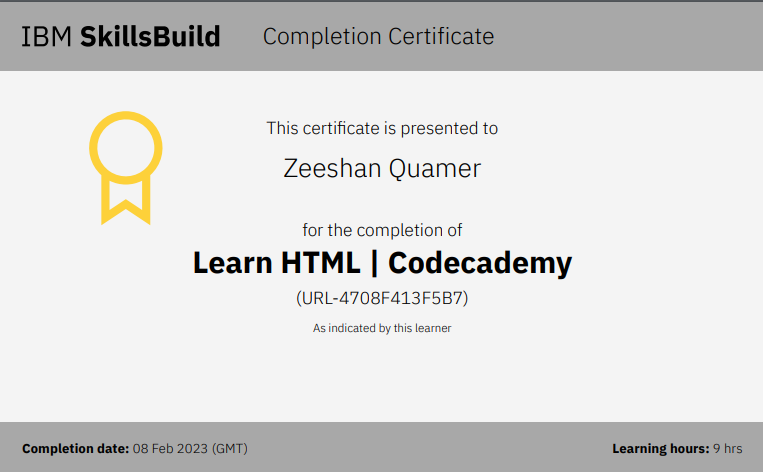 IBM SkillsBuild Completion Certificate
This certificate is presented to
Zeeshan Quamer
for the completion of
Learn HTML | Codecademy
(URL-4708F413F5B7)
As indicated by this learner
Completion date: 08 Feb 2023 (GMT) Learning hours: 9 hrs